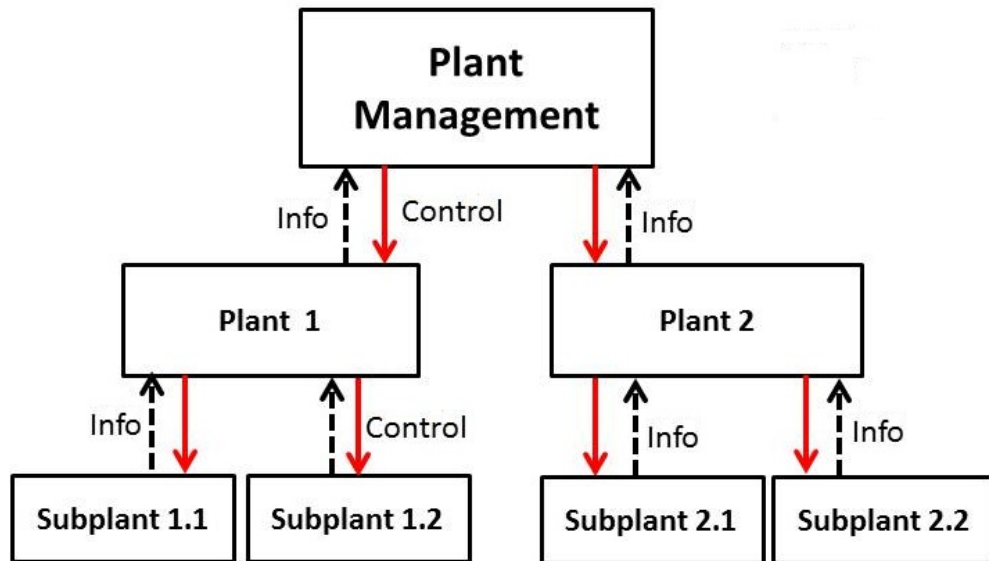 Plant
Management
Info
Control
Info
Plant 1
Plant 2
Info
Control
Info
Info
Subplant 1.1
Subplant 1.2
Subplant 2.1
Subplant 2.2